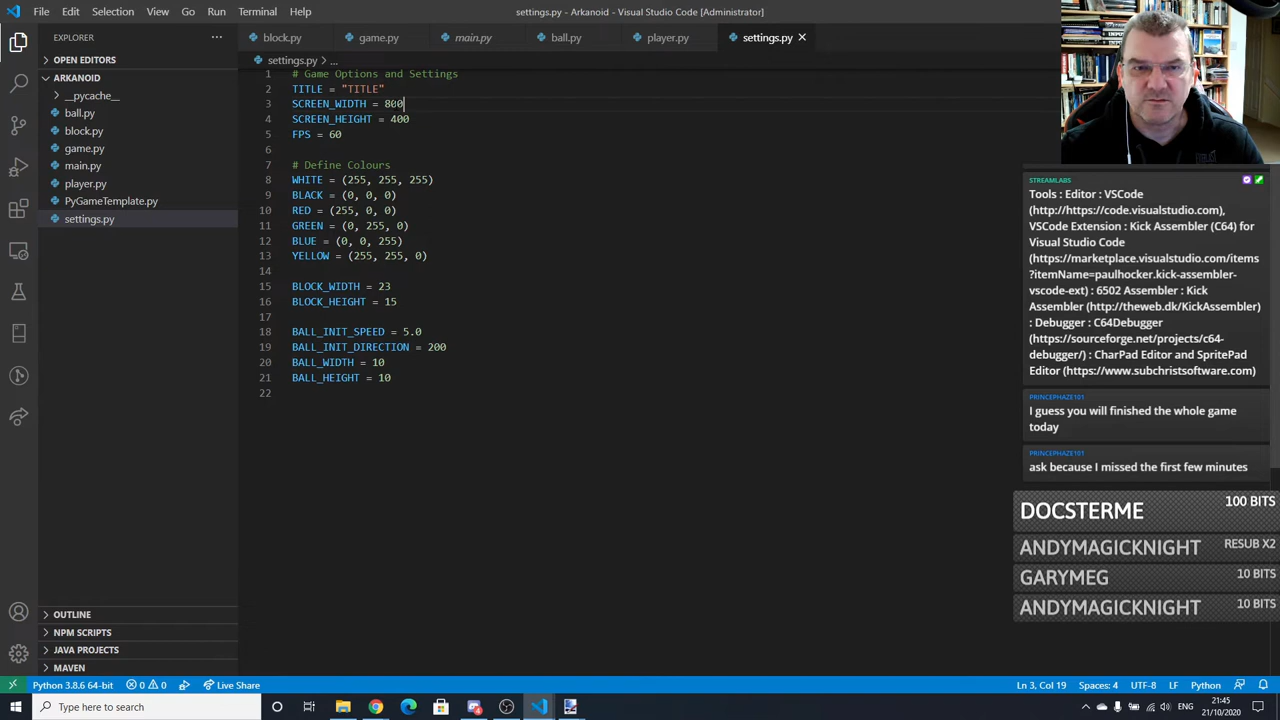 File Edit Selection View Go Run Terminal Help
settings.py - Arkanoid - Visual Studio Code [Administrator]
EXPLORER
OPEN EDITORS
ARKANOID
__pycache__
ball.py
block.py
game.py
main.py
player.py
PyGameTemplate.py
settings.py
OUTLINE
NPM SCRIPTS
JAVA PROJECTS
MAVEN
block.py
main.py
ball.py
player.py
settings.py
settings.py > ...
1 # Game Options and Settings
2 TITLE = "TITLE"
3 SCREEN_WIDTH = 800
4 SCREEN_HEIGHT = 400
5 FPS = 60
6
7 # Define Colours
8 WHITE = (255, 255, 255)
9 BLACK = (0, 0, 0)
10 RED = (255, 0, 0)
11 GREEN = (0, 255, 0)
12 BLUE = (0, 0, 255)
13 YELLOW = (255, 255, 0)
14
15 BLOCK_WIDTH = 23
16 BLOCK_HEIGHT = 15
17
18 BALL_INIT_SPEED = 5.0
19 BALL_INIT_DIRECTION = 200
20 BALL_WIDTH = 10
21 BALL_HEIGHT = 10
22
STREAMLABS
Tools : Editor : VSCode
(http://https://code.visualstudio.com),
VSCode Extension : Kick Assembler (C64) for
Visual Studio Code
(https://marketplace.visualstudio.com/items
?itemName=paulhocker.kick-assembler-
vscode-ext) : 6502 Assembler : Kick
Assembler (http://theweb.dk/KickAssembler)
: Debugger : C64Debugger
(https://sourceforge.net/projects/c64-
debugger/) : CharPad Editor and SpritePad
Editor (https://www.subchristsoftware.com)
PRINCEPHAZE101
I guess you will finished the whole game
today
PRINCEPHAZE101
ask because I missed the first few minutes
DOCSTERME 100 BITS
ANDYMAGICKNIGHT RESUB X2
GARYMEG 10 BITS
ANDYMAGICKNIGHT 10 BITS
Python 3.8.6 64-bit 0 0 Live Share
Ln 3, Col 19 Spaces: 4 UTF-8 LF Python
Type here to search
21:45
21/10/2020